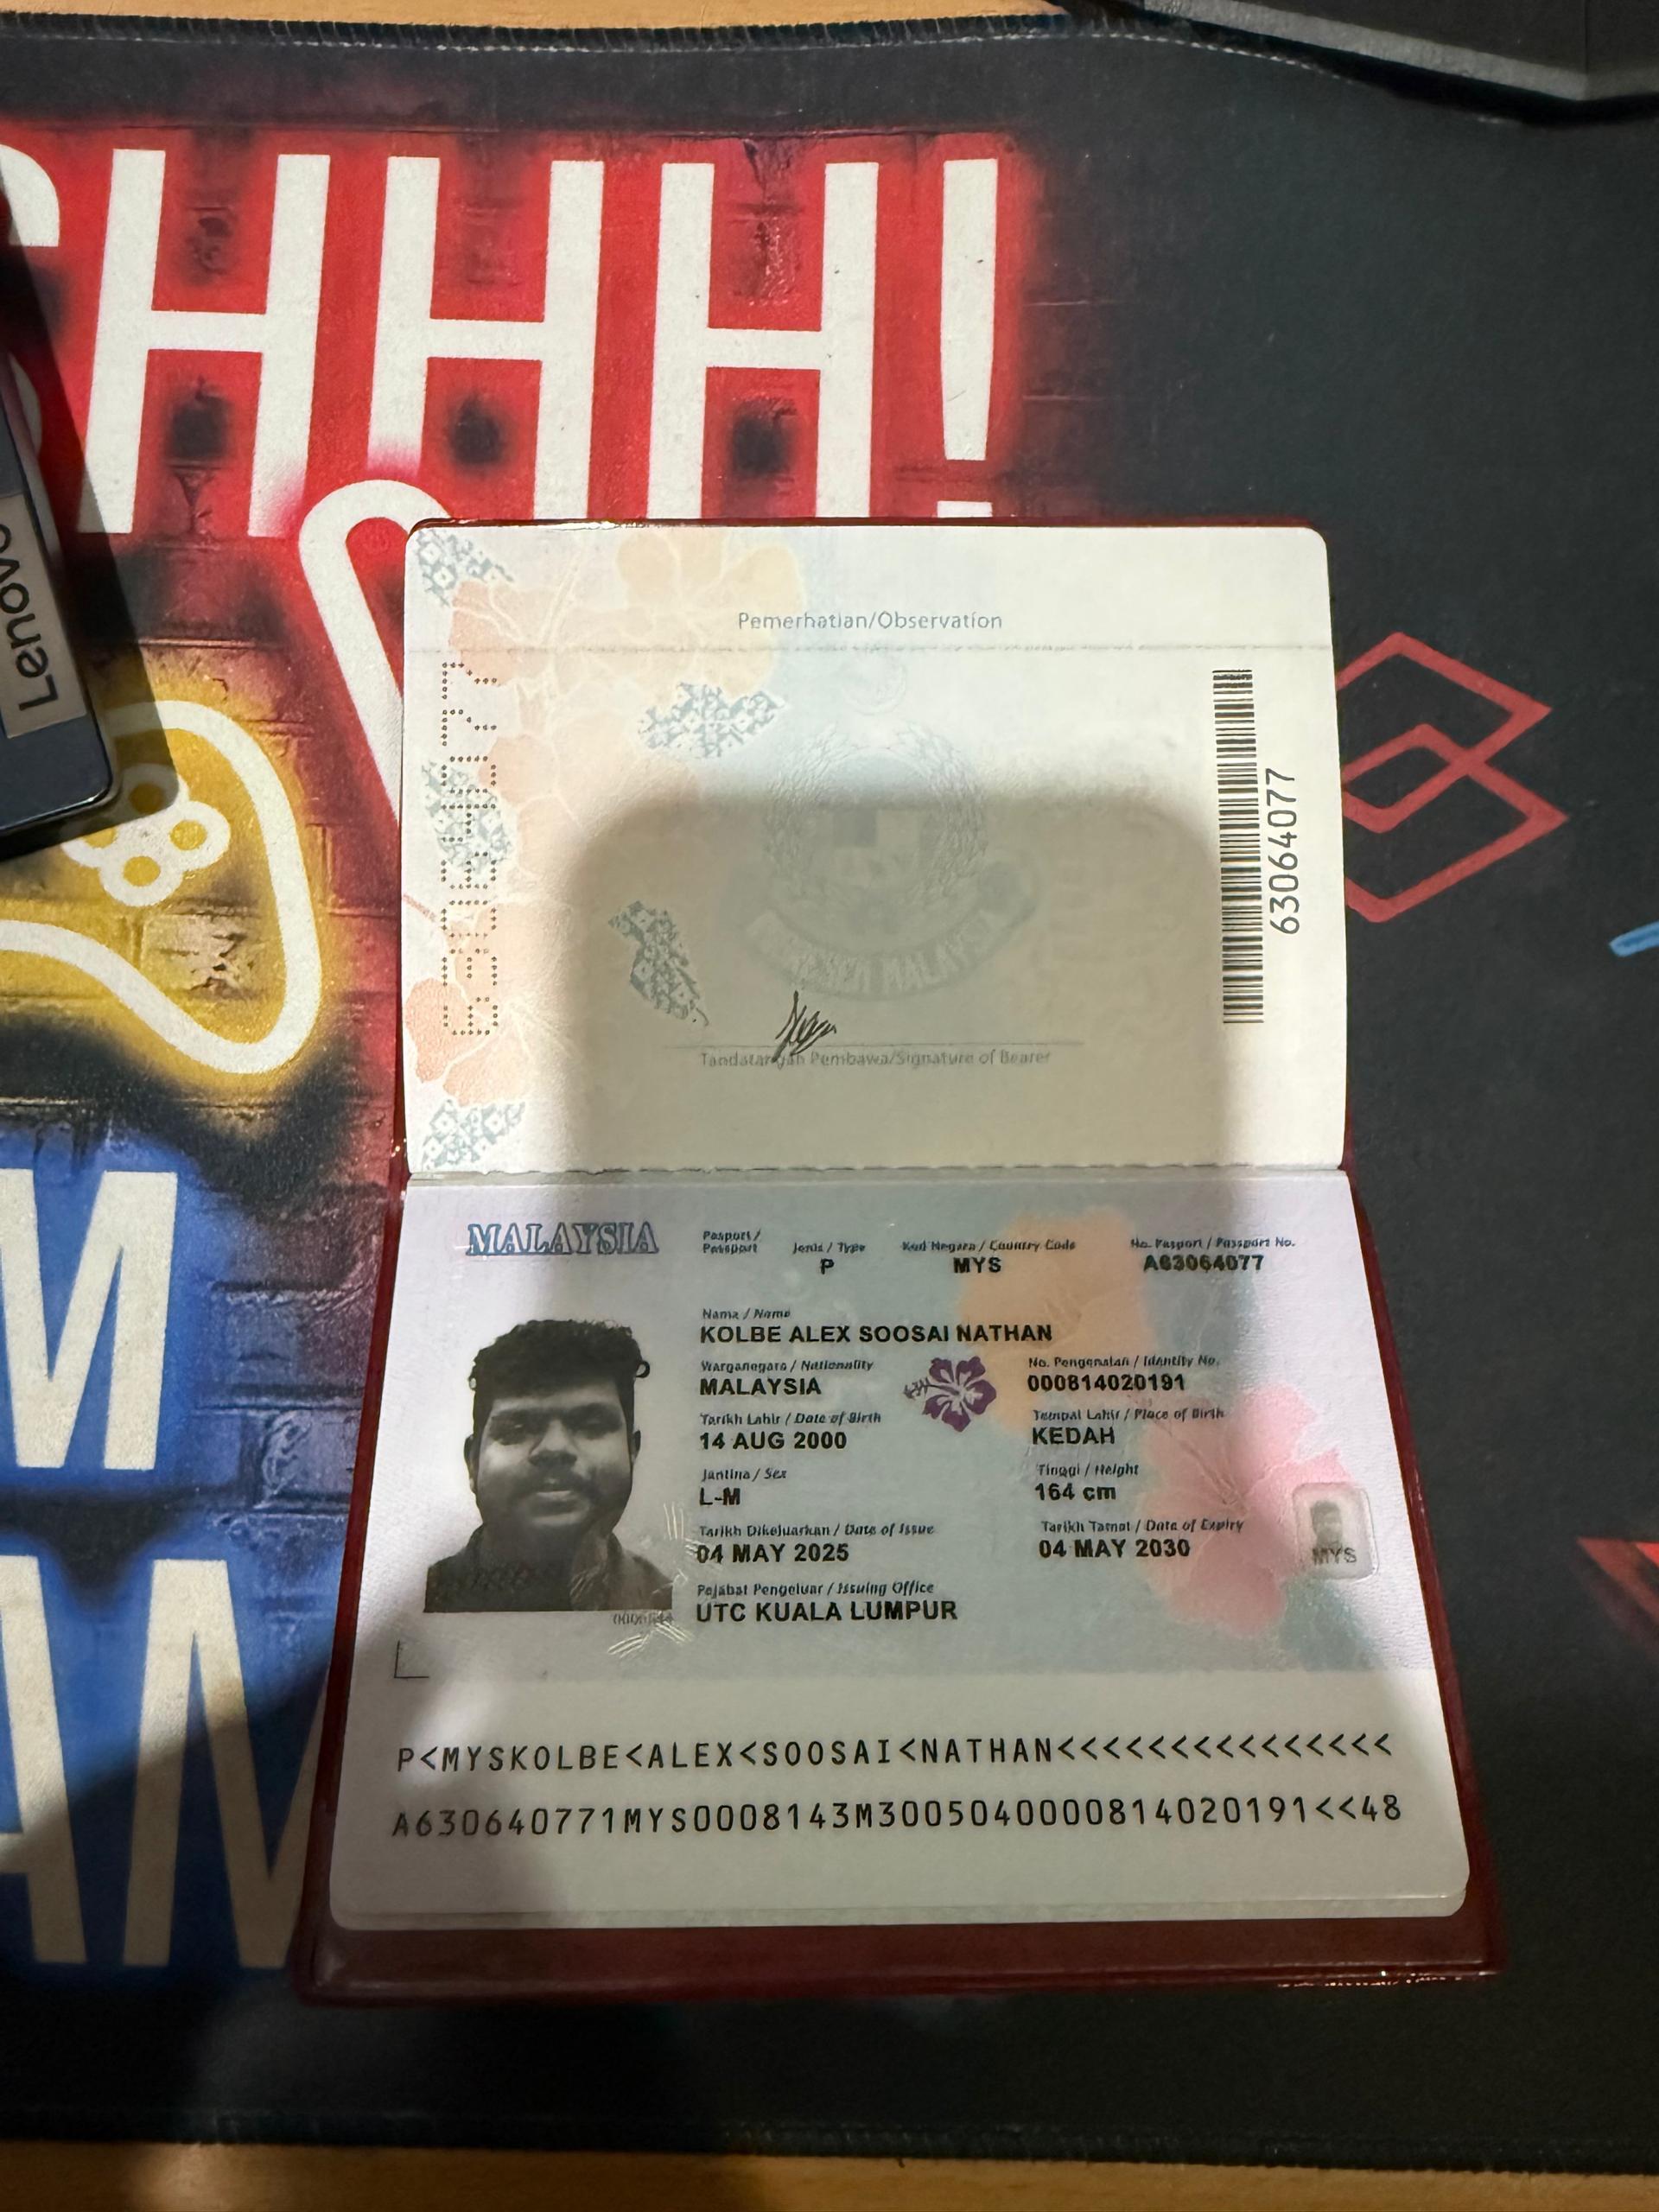 HHH!
Lenovo
Pemerhatian/Observation
63064077
Tandatangan Pembawa/Signature of Bearer
MALAYSIA
Pasport / Passport
Jenis / Type
P
Kod Negara / Country Code
MYS
No. Pasport / Passport No.
A63064077
Nama / Name
KOLBE ALEX SOOSAI NATHAN
Warganegara / Nationality
MALAYSIA
No. Pengenalan / Identity No.
000814020191
Tarikh Lahir / Date of Birth
14 AUG 2000
Tempat Lahir / Place of Birth
KEDAH
Jantina / Sex
L-M
Tinggi / Height
164 cm
Tarikh Dikeluarkan / Date of Issue
04 MAY 2025
Tarikh Tamat / Date of Expiry
04 MAY 2030
MYS
Pejabat Pengeluar / Issuing Office
UTC KUALA LUMPUR
P<MYSKOLBE<ALEX<SOOSAI<NATHAN<<<<<<<<<<<<<<<
A630640771MYS0008143M3005040000814020191<<48